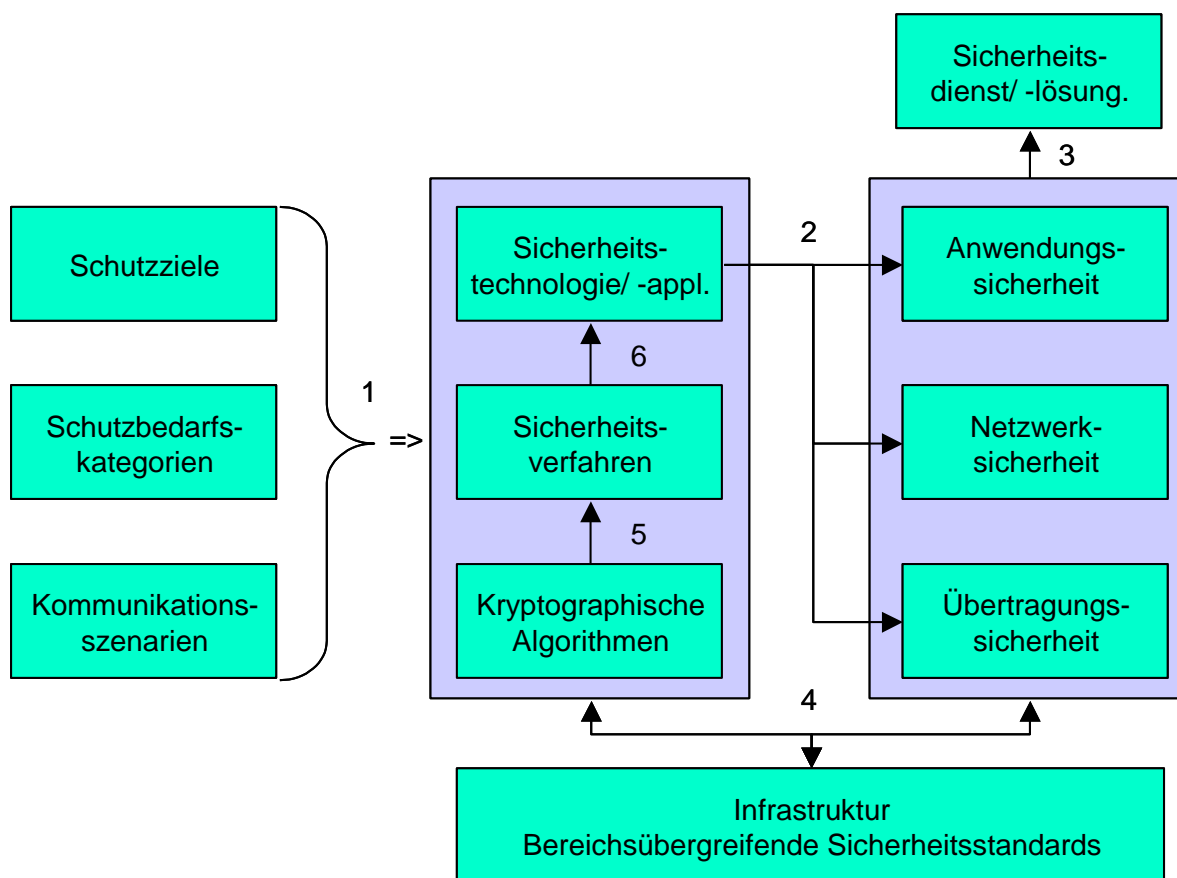 Sicherheits-
dienst/ -lösung.
3
Schutzziele
Schutzbedarfs-
kategorien
Kommunikations-
szenarien
1
=>
Sicherheits-
technologie/ -appl.
6
Sicherheits-
verfahren
5
Kryptographische
Algorithmen
2
Anwendungs-
sicherheit
Netzwerk-
sicherheit
Übertragungs-
sicherheit
4
Infrastruktur
Bereichsübergreifende Sicherheitsstandards